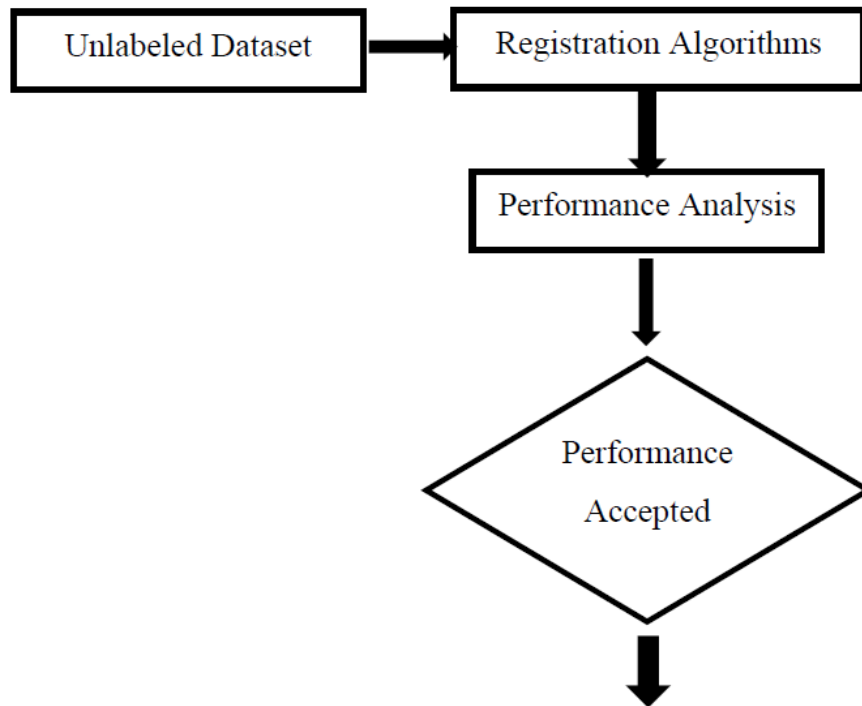 Unlabeled Dataset
Registration Algorithms
Performance Analysis
Performance
Accepted